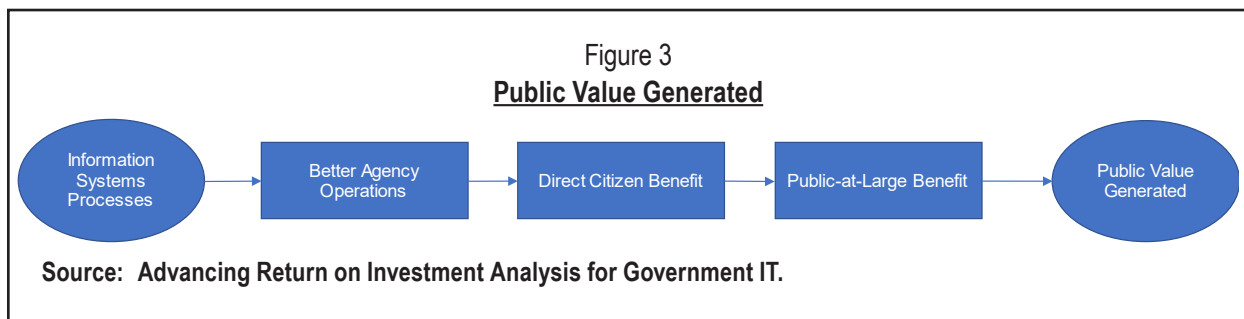 Figure 3
Public Value Generated
Information
Systems
Processes
Better Agency
Operations
Direct Citizen Benefit
Public-at-Large Benefit
Public Value
Generated
Source: Advancing Return on Investment Analysis for Government IT.